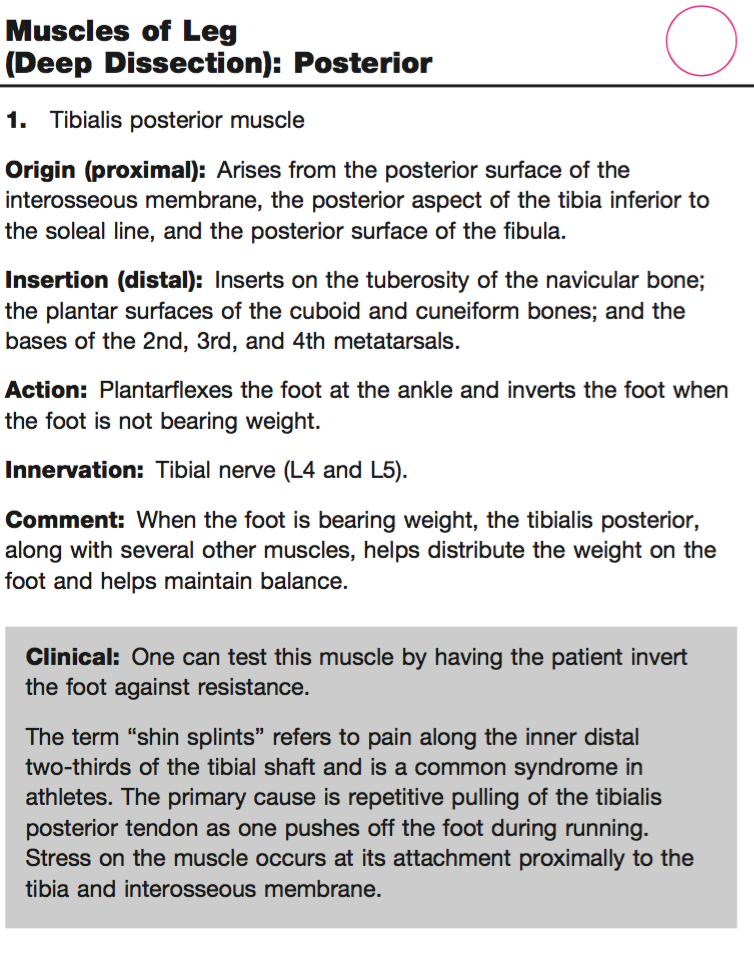 Muscles of Leg
(Deep Dissection): Posterior
1. Tibialis posterior muscle
Origin (proximal): Arises from the posterior surface of the
interosseous membrane, the posterior aspect of the tibia inferior to
the soleal line, and the posterior surface of the fibula.
Insertion (distal): Inserts on the tuberosity of the navicular bone;
the plantar surfaces of the cuboid and cuneiform bones; and the
bases of the 2nd, 3rd, and 4th metatarsals.
Action: Plantarflexes the foot at the ankle and inverts the foot when
the foot is not bearing weight.
Innervation: Tibial nerve (L4 and L5).
Comment: When the foot is bearing weight, the tibialis posterior,
along with several other muscles, helps distribute the weight on the
foot and helps maintain balance.
Clinical: One can test this muscle by having the patient invert
the foot against resistance.
The term “shin splints” refers to pain along the inner distal
two-thirds of the tibial shaft and is a common syndrome in
athletes. The primary cause is repetitive pulling of the tibialis
posterior tendon as one pushes off the foot during running.
Stress on the muscle occurs at its attachment proximally to the
tibia and interosseous membrane.